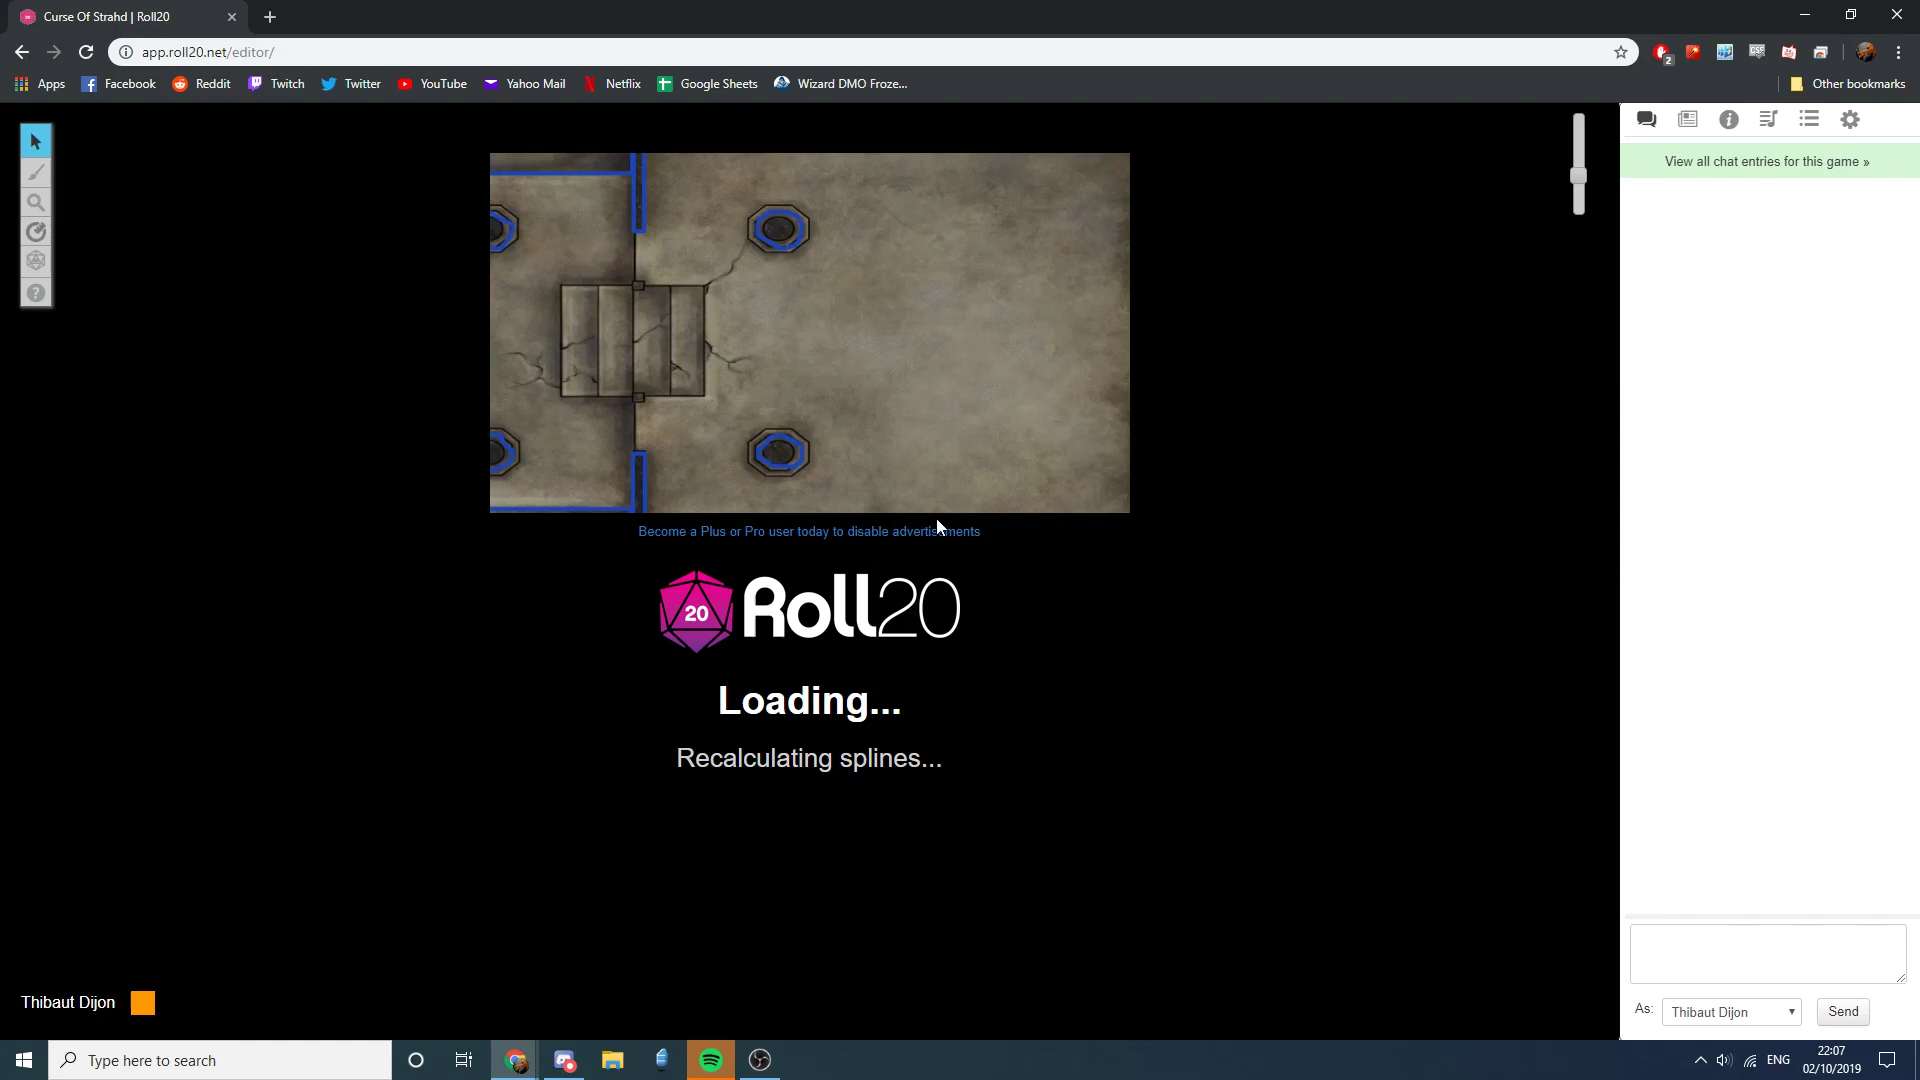 Curse Of Strahd | Roll20
app.roll20.net/editor/
2
CSP
Apps
Facebook
Reddit
Twitch
Twitter
YouTube
Yahoo Mail
Netflix
Google Sheets
Wizard DMO Froze...
Other bookmarks
View all chat entries for this game »
Become a Plus or Pro user today to disable advertisements
20
Roll20
Loading...
Recalculating splines...
Thibaut Dijon
As:
Thibaut Dijon
Send
Type here to search
ENG
22:07
02/10/2019